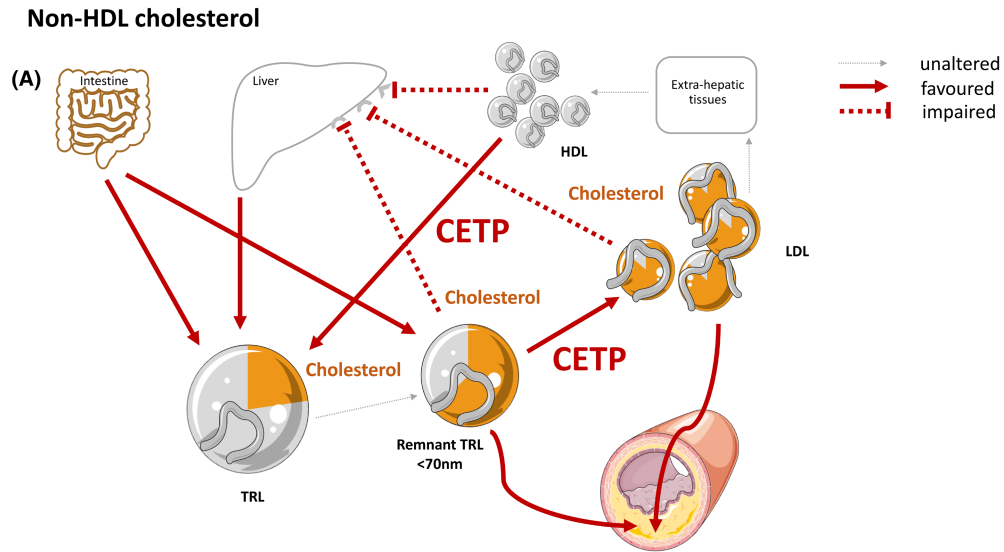 Non-HDL cholesterol
(A)
Intestine
Liver
Extra-hepatic
tissues
unaltered
favoured
impaired
HDL
Cholesterol
CETP
LDL
Cholesterol
CETP
Cholesterol
Remnant TRL
<70nm
TRL